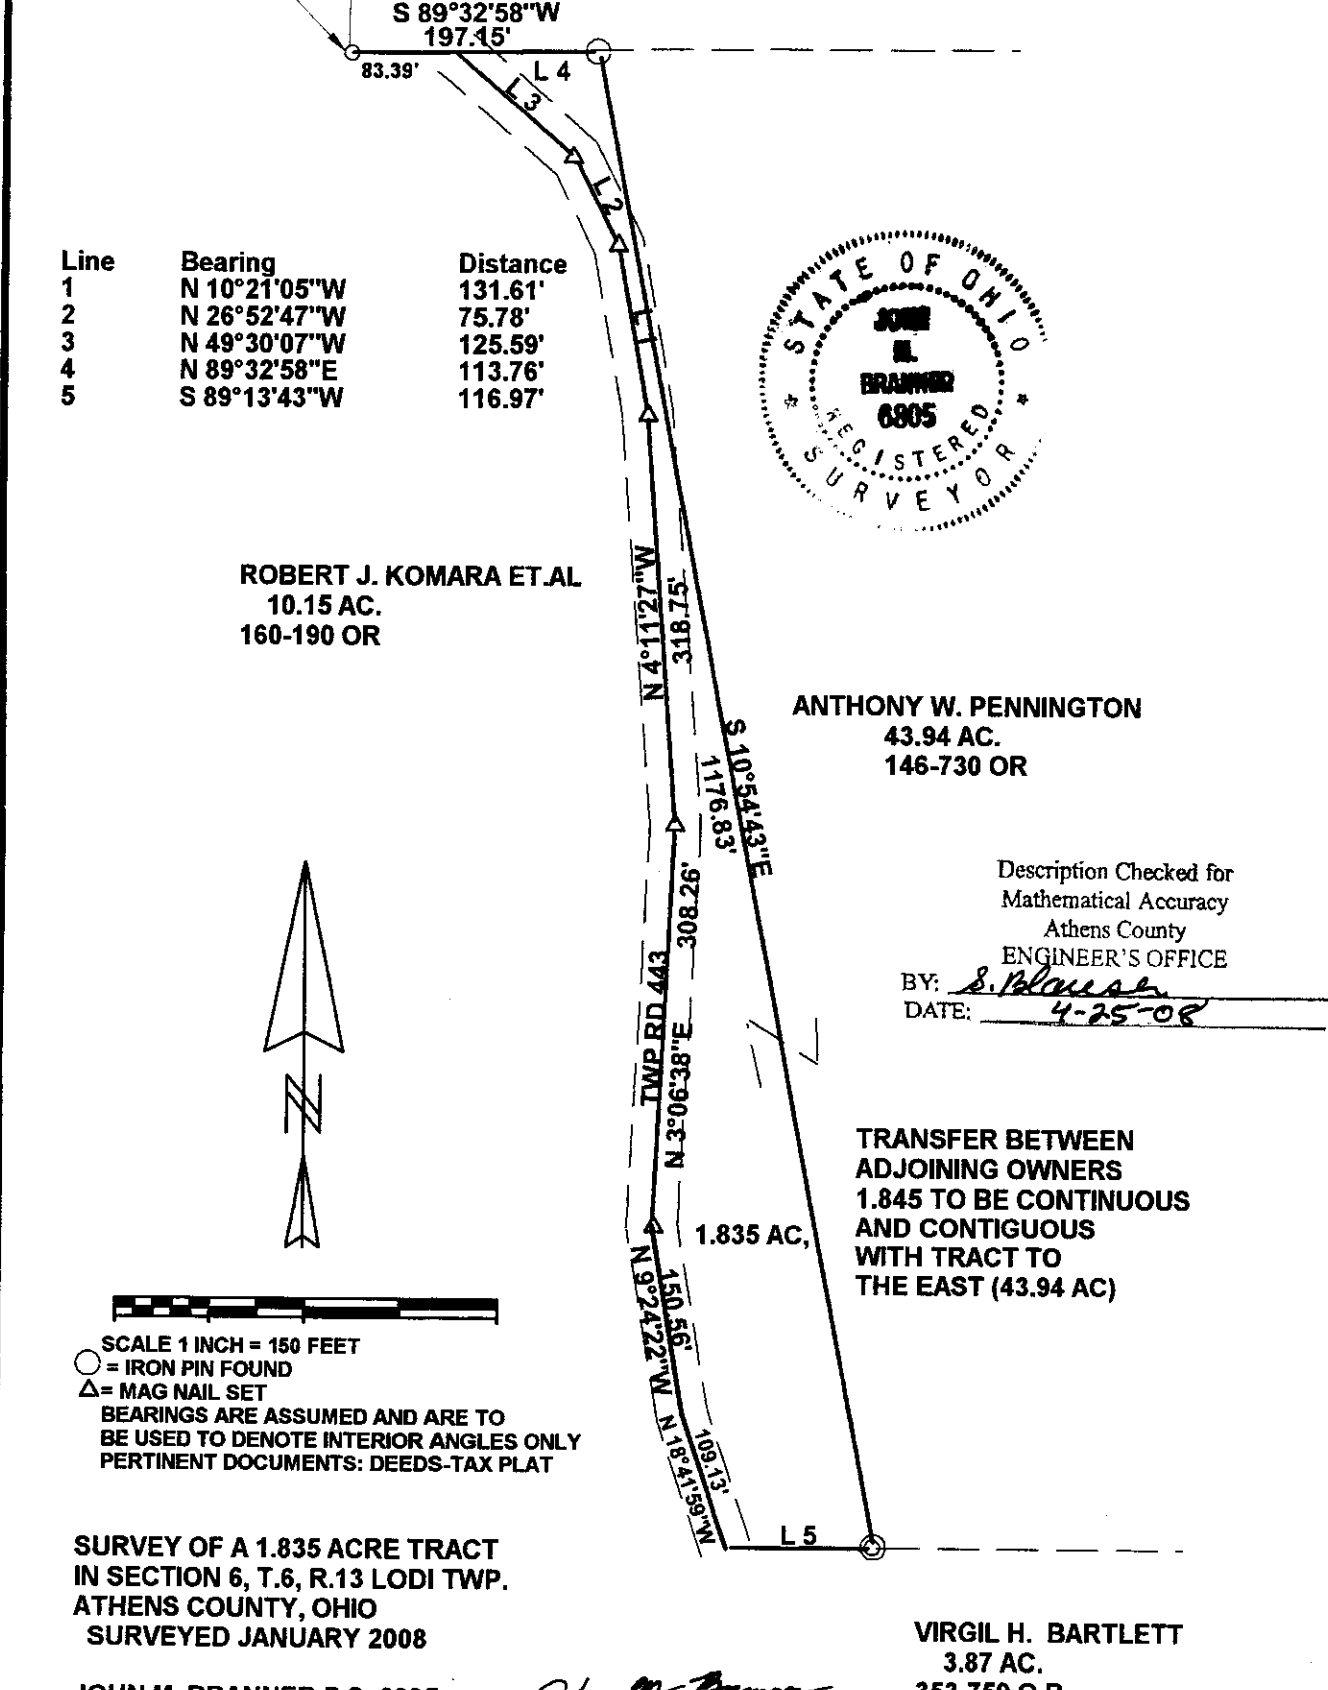 S 89°32'58"W
197.15'
83.39'
L 4
L 3
L 2
L 1
Line Bearing Distance
1 N 10°21'05"W 131.61'
2 N 26°52'47"W 75.78'
3 N 49°30'07"W 125.59'
4 N 89°32'58"E 113.76'
5 S 89°13'43"W 116.97'
STATE OF OHIO
JOHN
M.
BRANNER
6805
REGISTERED
SURVEYOR
ROBERT J. KOMARA ET.AL
10.15 AC.
160-190 OR
N 4°11'27"W
318.75'
ANTHONY W. PENNINGTON
43.94 AC.
146-730 OR
S 10°54'43"E
1176.83'
Description Checked for
Mathematical Accuracy
Athens County
ENGINEER'S OFFICE
BY: S. Blauser
DATE: 4-25-08
308.26'
TWP RD 443
N 3°06'38"E
N
TRANSFER BETWEEN
ADJOINING OWNERS
1.845 TO BE CONTINUOUS
AND CONTIGUOUS
WITH TRACT TO
THE EAST (43.94 AC)
1.835 AC,
N 9°24'22"W
150.56'
SCALE 1 INCH = 150 FEET
= IRON PIN FOUND
= MAG NAIL SET
BEARINGS ARE ASSUMED AND ARE TO
BE USED TO DENOTE INTERIOR ANGLES ONLY
PERTINENT DOCUMENTS: DEEDS-TAX PLAT
N 18°41'59"W
109.13'
L 5
SURVEY OF A 1.835 ACRE TRACT
IN SECTION 6, T.6, R.13 LODI TWP.
ATHENS COUNTY, OHIO
SURVEYED JANUARY 2008
VIRGIL H. BARTLETT
3.87 AC.